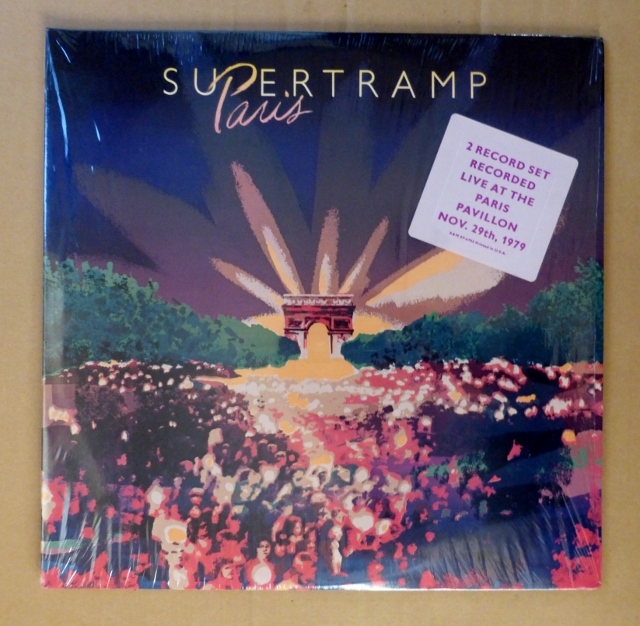 SUPERTRAMP
Paris
2 RECORD SET
RECORDED
LIVE AT THE
PARIS
PAVILLON
NOV. 29th, 1979